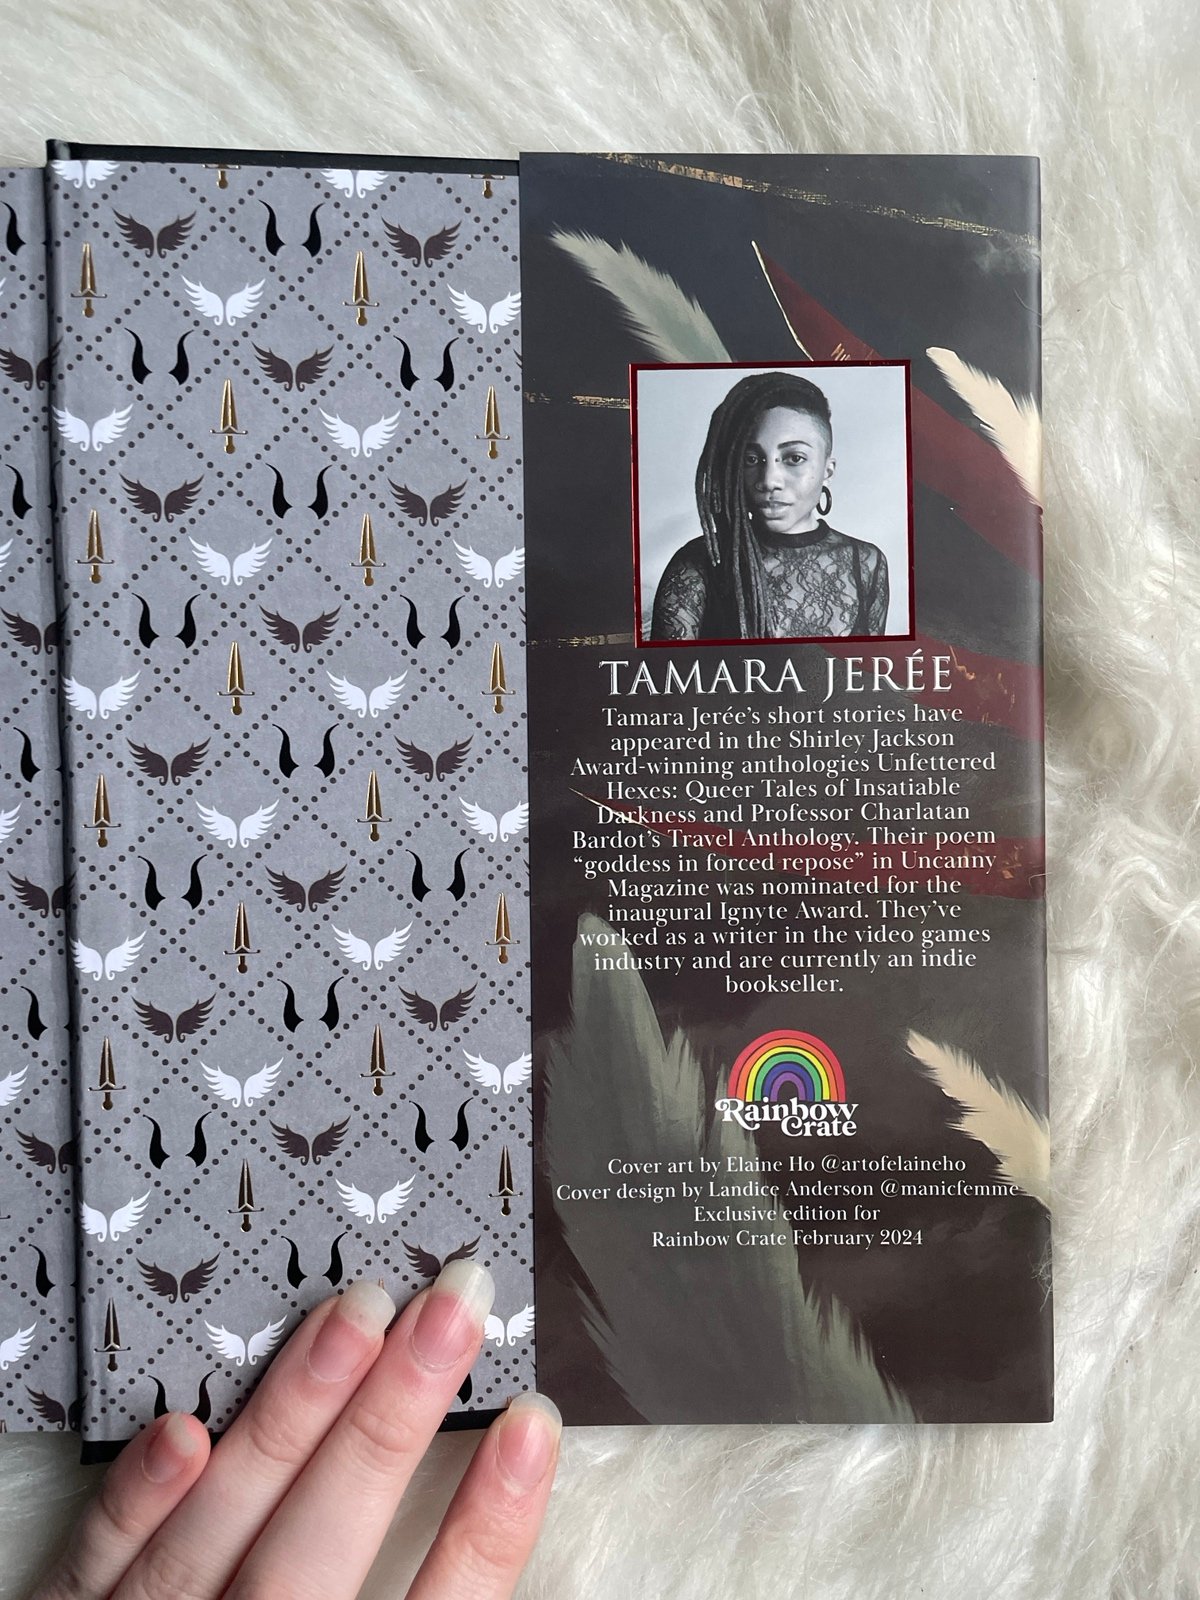 TAMARA JERÉE
Tamara Jerée’s short stories have
appeared in the Shirley Jackson
Award-winning anthologies Unfettered
Hexes: Queer Tales of Insatiable
Darkness and Professor Charlatan
Bardot’s Travel Anthology. Their poem
“goddess in forced repose” in Uncanny
Magazine was nominated for the
inaugural Ignyte Award. They’ve
worked as a writer in the video games
industry and are currently an indie
bookseller.
Rainbow
Crate
Cover art by Elaine Ho @artofelaineho
Cover design by Landice Anderson @manicfemme
Exclusive edition for
Rainbow Crate February 2024